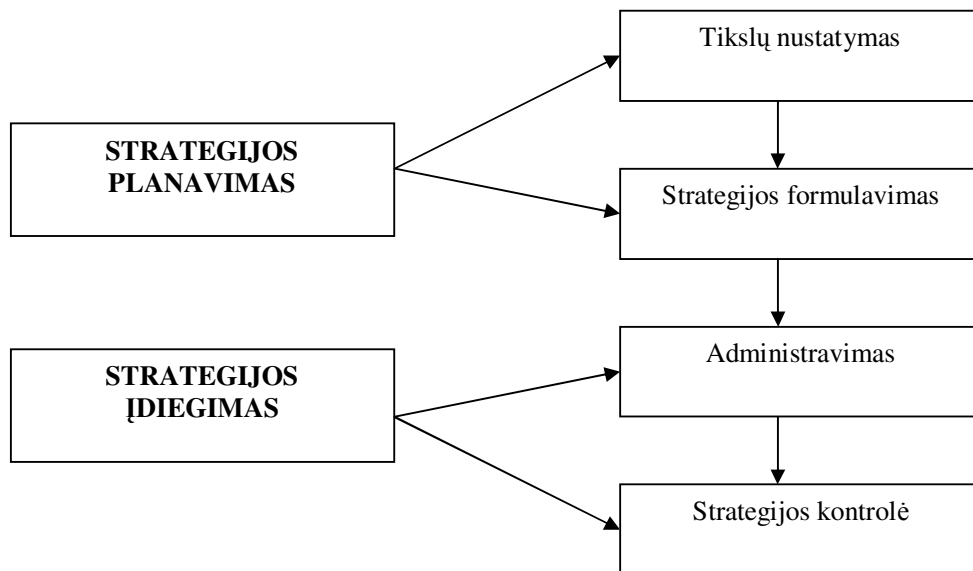 Tikslų nustatymas
STRATEGIJOS
PLANAVIMAS
Strategijos formulavimas
Administravimas
STRATEGIJOS
ĮDIEGIMAS
Strategijos kontrolė